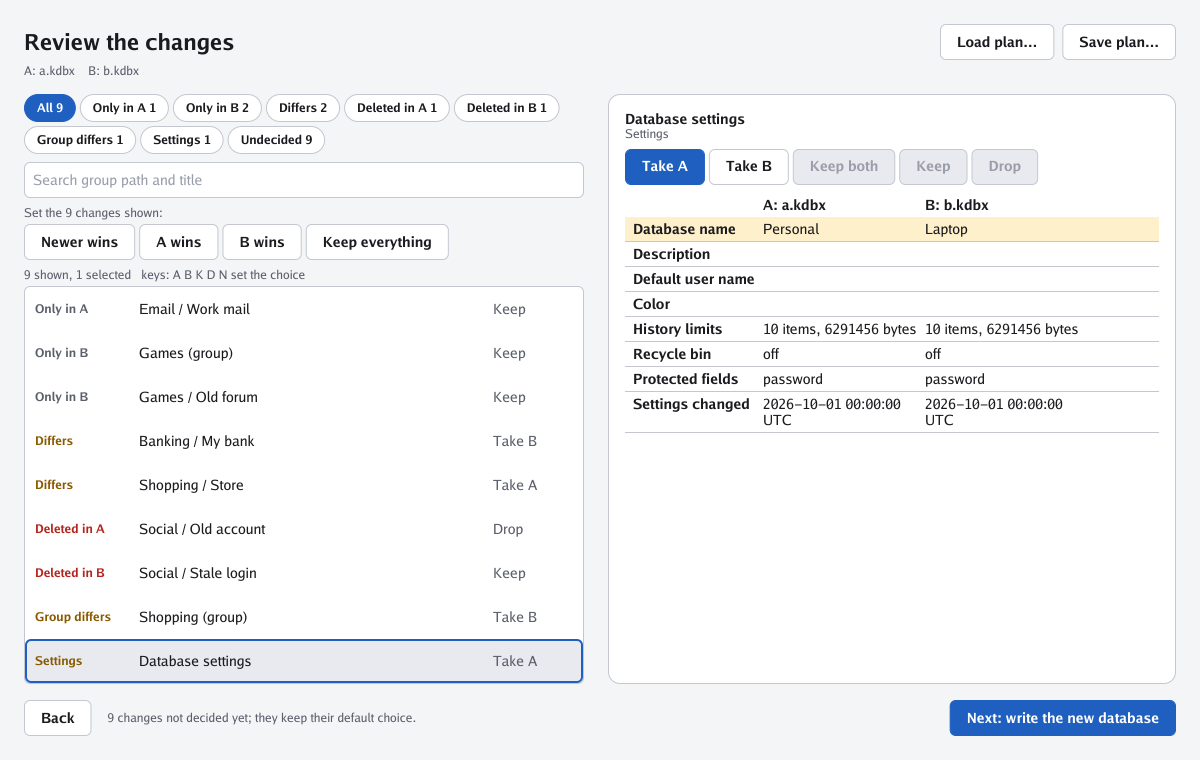 Review the changes
Load plan...
Save plan...
A: a.kdbx B: b.kdbx
All 9
Only in A 1
Only in B 2
Differs 2
Deleted in A 1
Deleted in B 1
Group differs 1
Settings 1
Undecided 9
Search group path and title
Set the 9 changes shown:
Newer wins
A wins
B wins
Keep everything
9 shown, 1 selected keys: A B K D N set the choice
Only in A Email / Work mail Keep
Only in B Games (group) Keep
Only in B Games / Old forum Keep
Differs Banking / My bank Take B
Differs Shopping / Store Take A
Deleted in A Social / Old account Drop
Deleted in B Social / Stale login Keep
Group differs Shopping (group) Take B
Settings Database settings Take A
Database settings
Settings
Take A
Take B
Keep both
Keep
Drop
A: a.kdbx B: b.kdbx
Database name Personal Laptop
Description
Default user name
Color
History limits 10 items, 6291456 bytes 10 items, 6291456 bytes
Recycle bin off off
Protected fields password password
Settings changed 2026-10-01 00:00:00 2026-10-01 00:00:00
UTC UTC
Back
9 changes not decided yet; they keep their default choice.
Next: write the new database